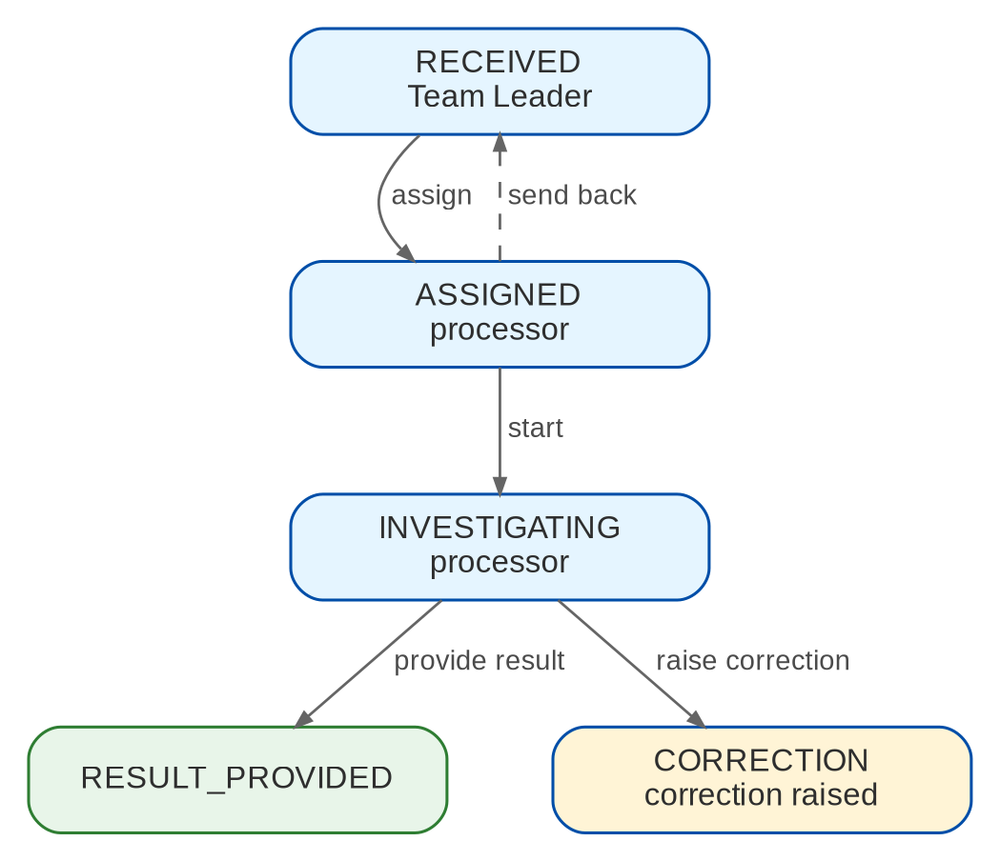 RECEIVED
Team Leader
assign
send back
ASSIGNED
processor
start
INVESTIGATING
processor
provide result
raise correction
RESULT_PROVIDED
CORRECTION
correction raised